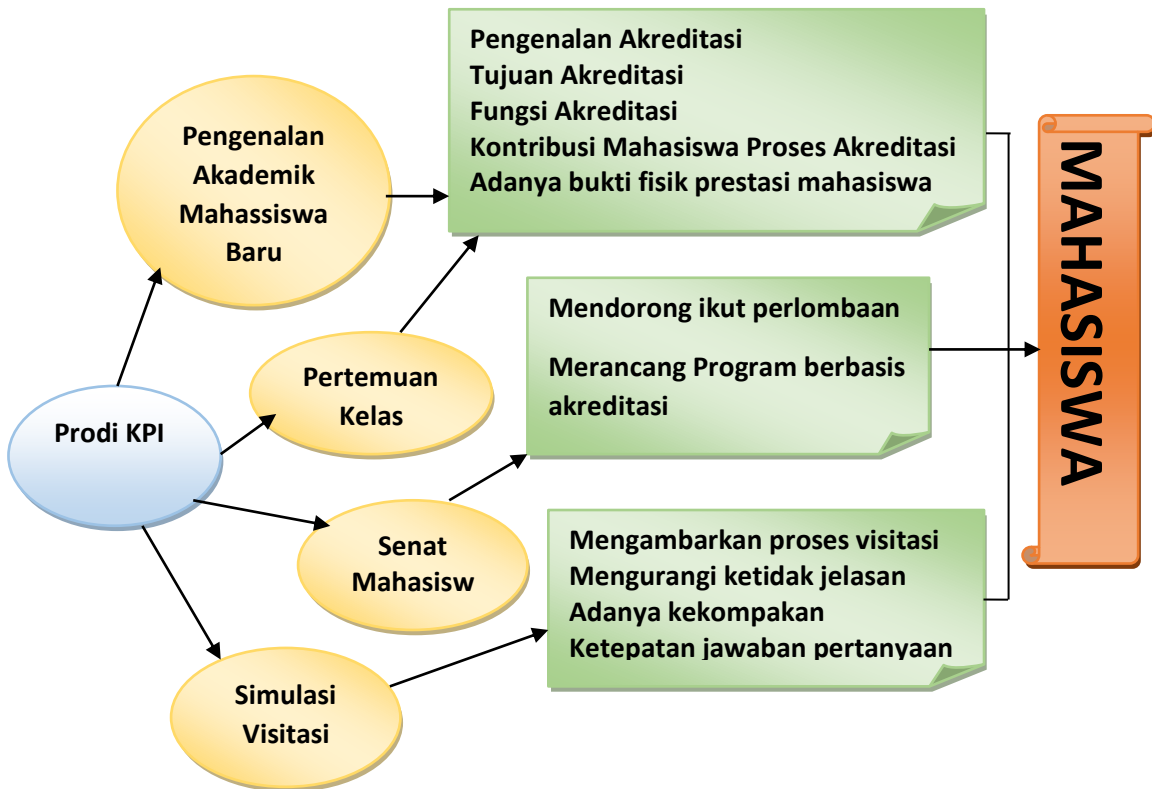 Pengenalan
Akademik
Mahassiswa
Baru
Pengenalan Akreditasi
Tujuan Akreditasi
Fungsi Akreditasi
Kontribusi Mahasiswa Proses Akreditasi
Adanya bukti fisik prestasi mahasiswa
Pertemuan
Kelas
Mendorong ikut perlombaan
Merancang Program berbasis
akreditasi
Prodi KPI
Senat
Mahasisw
Mengambarkan proses visitasi
Mengurangi ketidak jelasan
Adanya kekompakan
Ketepatan jawaban pertanyaan
Simulasi
Visitasi
MAHASISWA